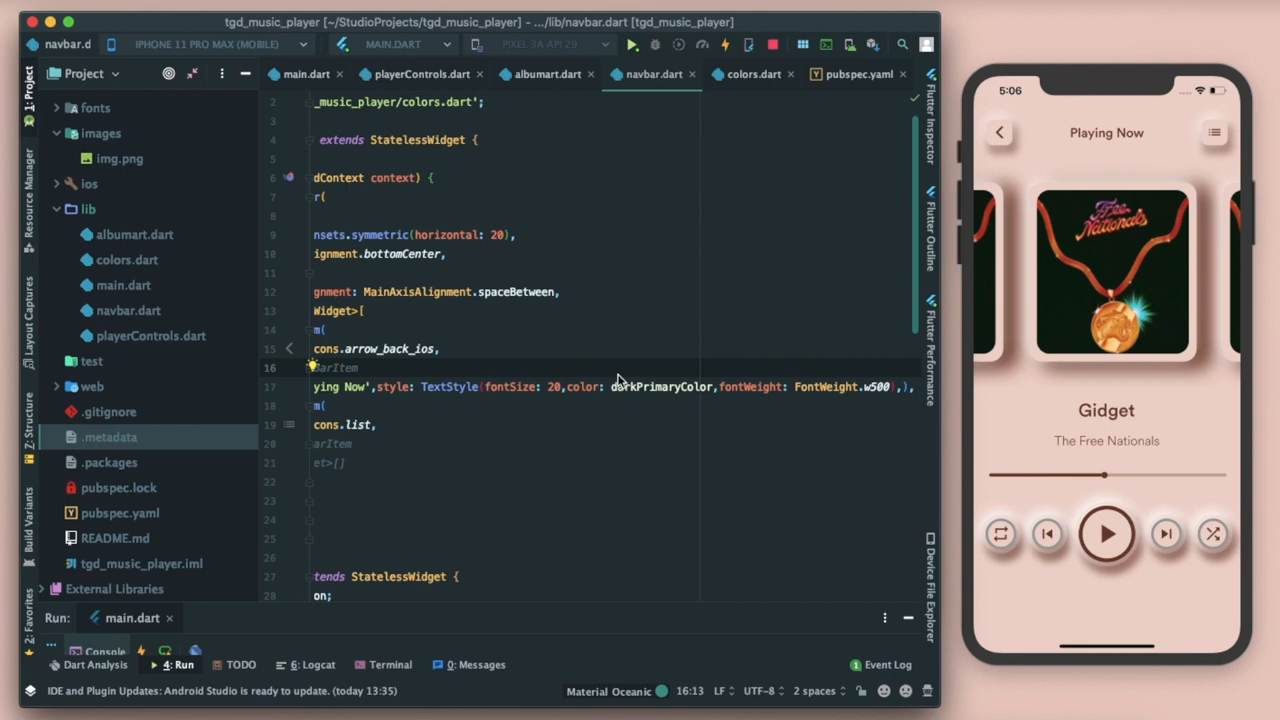 tgd_music_player [~/StudioProjects/tgd_music_player] - .../lib/navbar.dart [tgd_music_player]
navbar.d
IPHONE 11 PRO MAX (MOBILE)
MAIN.DART
PIXEL 3A API 29
Project
main.dart
playerControls.dart
albumart.dart
navbar.dart
colors.dart
pubspec.yaml
1: Project
Resource Manager
Layout Captures
7: Structure
Build Variants
2: Favorites
fonts
images
img.png
ios
lib
albumart.dart
colors.dart
main.dart
navbar.dart
playerControls.dart
test
web
.gitignore
.metadata
.packages
pubspec.lock
pubspec.yaml
README.md
tgd_music_player.iml
External Libraries
2 _music_player/colors.dart';
3
4 extends StatelessWidget {
5
6 dContext context) {
7 r(
8
9 nsets.symmetric(horizontal: 20),
10 ignment.bottomCenter,
11
12 gnment: MainAxisAlignment.spaceBetween,
13 Widget>[
14 m(
15 cons.arrow_back_ios,
16 arItem
17 ying Now',style: TextStyle(fontSize: 20,color: darkPrimaryColor,fontWeight: FontWeight.w500),),
18 m(
19 cons.list,
20 arItem
21 et>[]
22
23
24
25
26
27 tends StatelessWidget {
28 on;
Flutter Inspector
Flutter Outline
Flutter Performance
Device File Explorer
Run:
main.dart
Console
Dart Analysis
4: Run
TODO
6: Logcat
Terminal
0: Messages
1 Event Log
IDE and Plugin Updates: Android Studio is ready to update. (today 13:35)
Material Oceanic
16:13
LF
UTF-8
2 spaces
5:06
Playing Now
Free
Nationals
Gidget
The Free Nationals